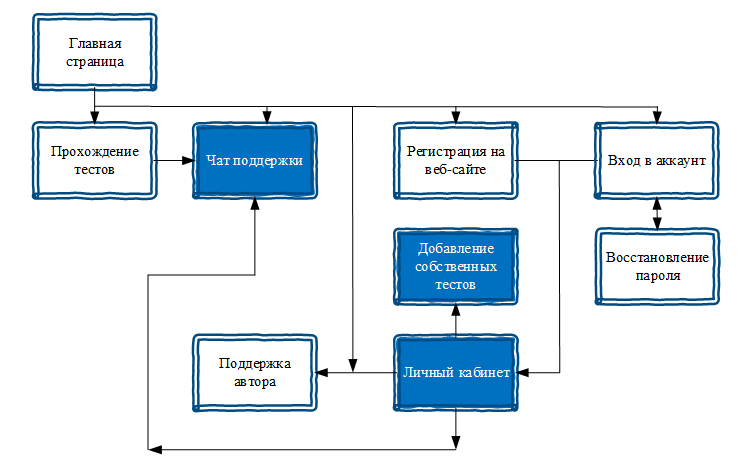 Главная
страница
Прохождение
тестов
Чат поддержки
Регистрация на
веб-сайте
Вход в аккаунт
Добавление
собственных
тестов
Восстановление
пароля
Поддержка
автора
Личный кабинет